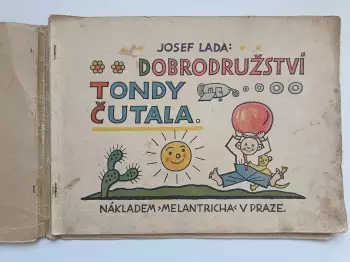 JOSEF LADA:
DOBRODRUŽSTVÍ
TONDY
ČUTALA.
NÁKLADEM ›MELANTRICHA‹ V PRAZE.